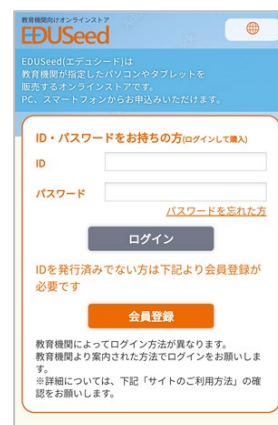 教育機関向けオンラインストア
EDUSeed
EDUSeed(エデュシード)は
教育機関が指定したパソコンやタブレットを
販売するオンラインストアです。
PC、スマートフォンからお申込みいただけます。
ID・パスワードをお持ちの方(ログインして購入)
ID
パスワード
パスワードを忘れた方
ログイン
IDを発行済みでない方は下記より会員登録が
必要です
会員登録
教育機関によってログイン方法が異なります。
教育機関より案内された方法でログインをお願いしま
す。
※詳細については、下記「サイトのご利用方法」の確
認をお願いします。